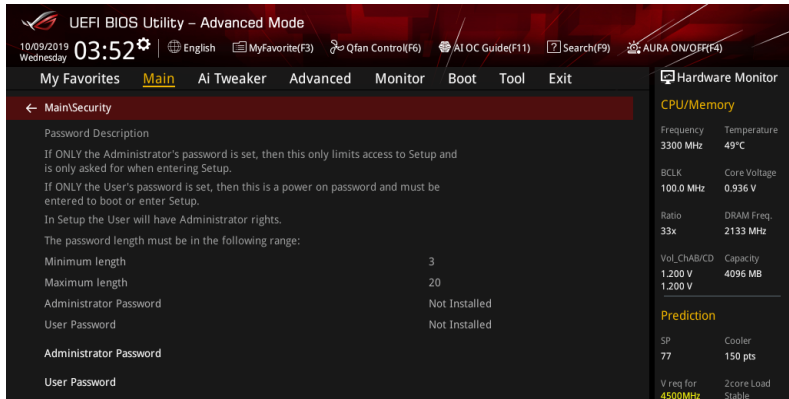 UEFI BIOS Utility – Advanced Mode
10/09/2019 Wednesday 03:52 English MyFavorite(F3) Qfan Control(F6) AI OC Guide(F11) Search(F9) AURA ON/OFF(F4)
My Favorites Main Ai Tweaker Advanced Monitor Boot Tool Exit
Hardware Monitor
Main\Security
Password Description
If ONLY the Administrator's password is set, then this only limits access to Setup and
is only asked for when entering Setup.
If ONLY the User's password is set, then this is a power on password and must be
entered to boot or enter Setup.
In Setup the User will have Administrator rights.
The password length must be in the following range:
Minimum length 3
Maximum length 20
Administrator Password Not Installed
User Password Not Installed
Administrator Password
User Password
CPU/Memory
Frequency Temperature
3300 MHz 49°C
BCLK Core Voltage
100.0 MHz 0.936 V
Ratio DRAM Freq.
33x 2133 MHz
Vol_ChAB/CD Capacity
1.200 V 4096 MB
1.200 V
Prediction
SP Cooler
77 150 pts
V req for 2core Load
4500MHz Stable